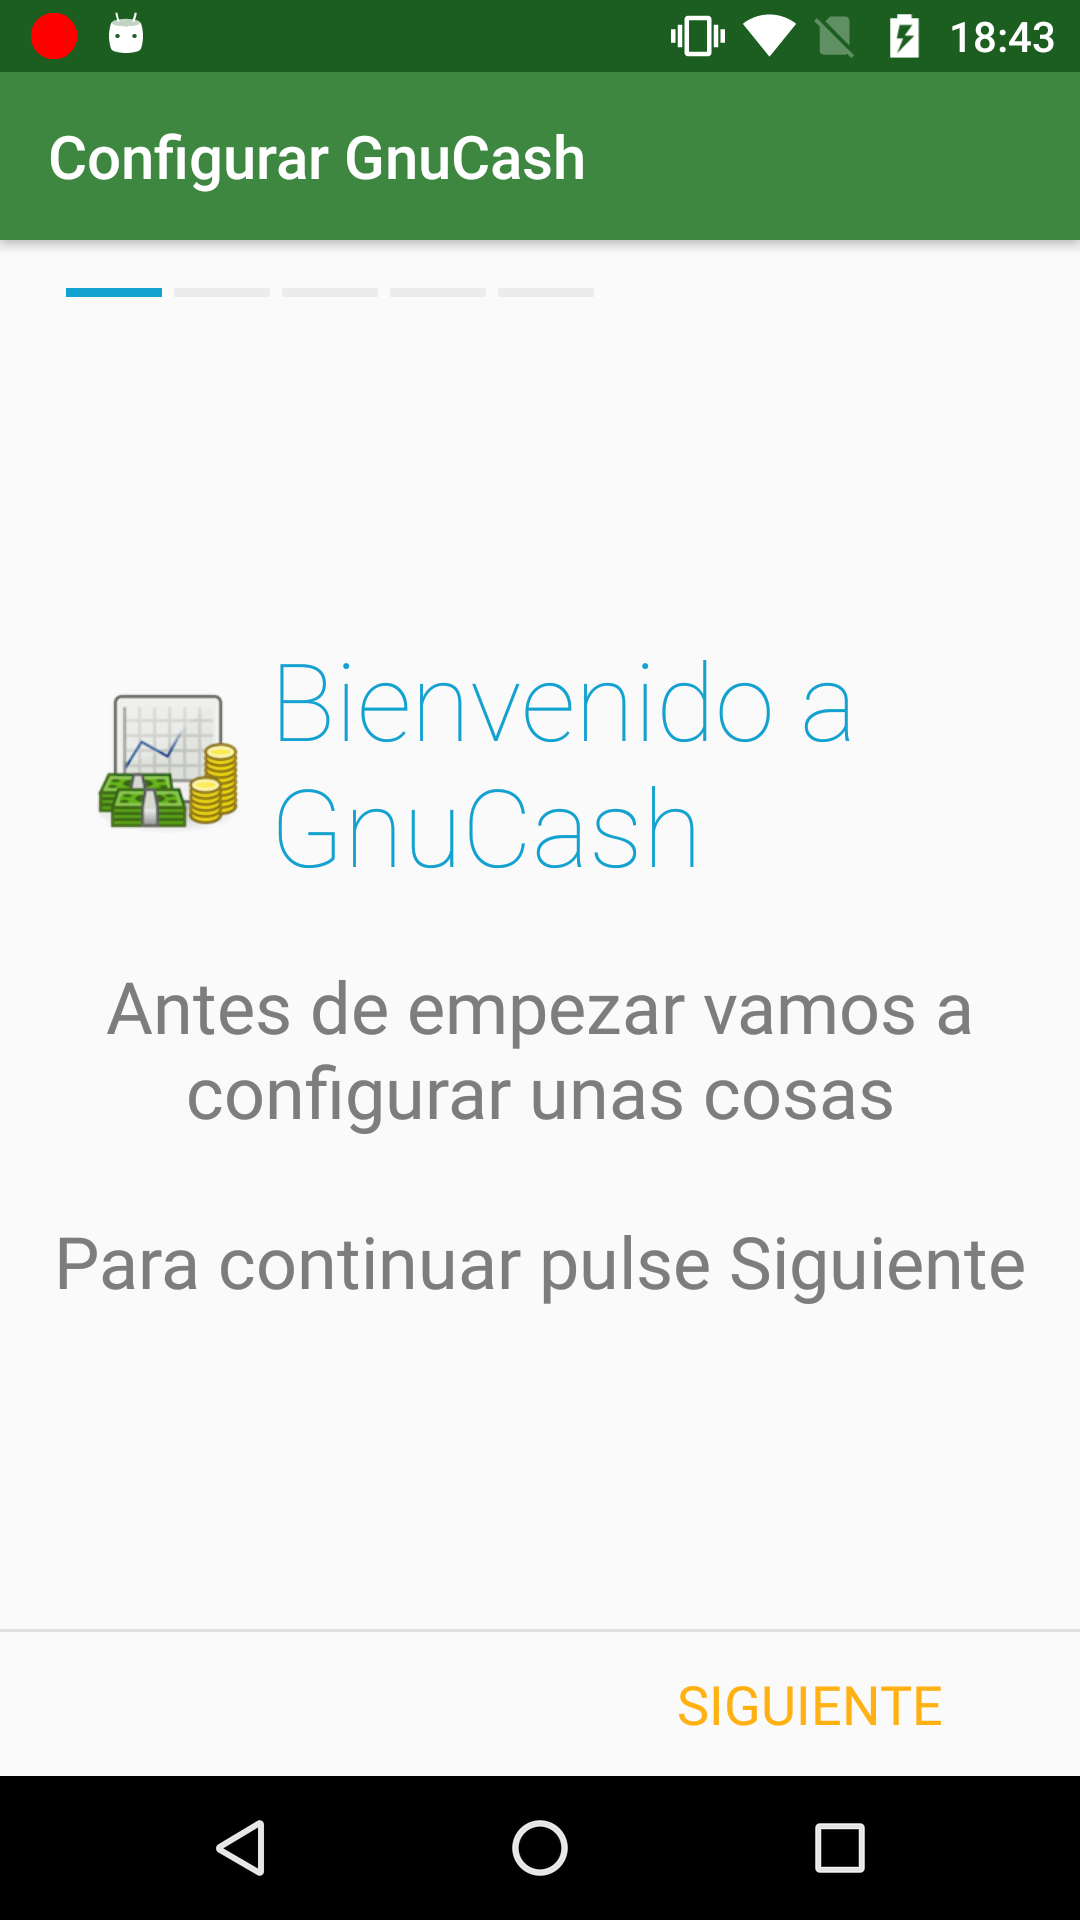 18:43
Configurar GnuCash
Bienvenido a
GnuCash
Antes de empezar vamos a
configurar unas cosas
Para continuar pulse Siguiente
SIGUIENTE